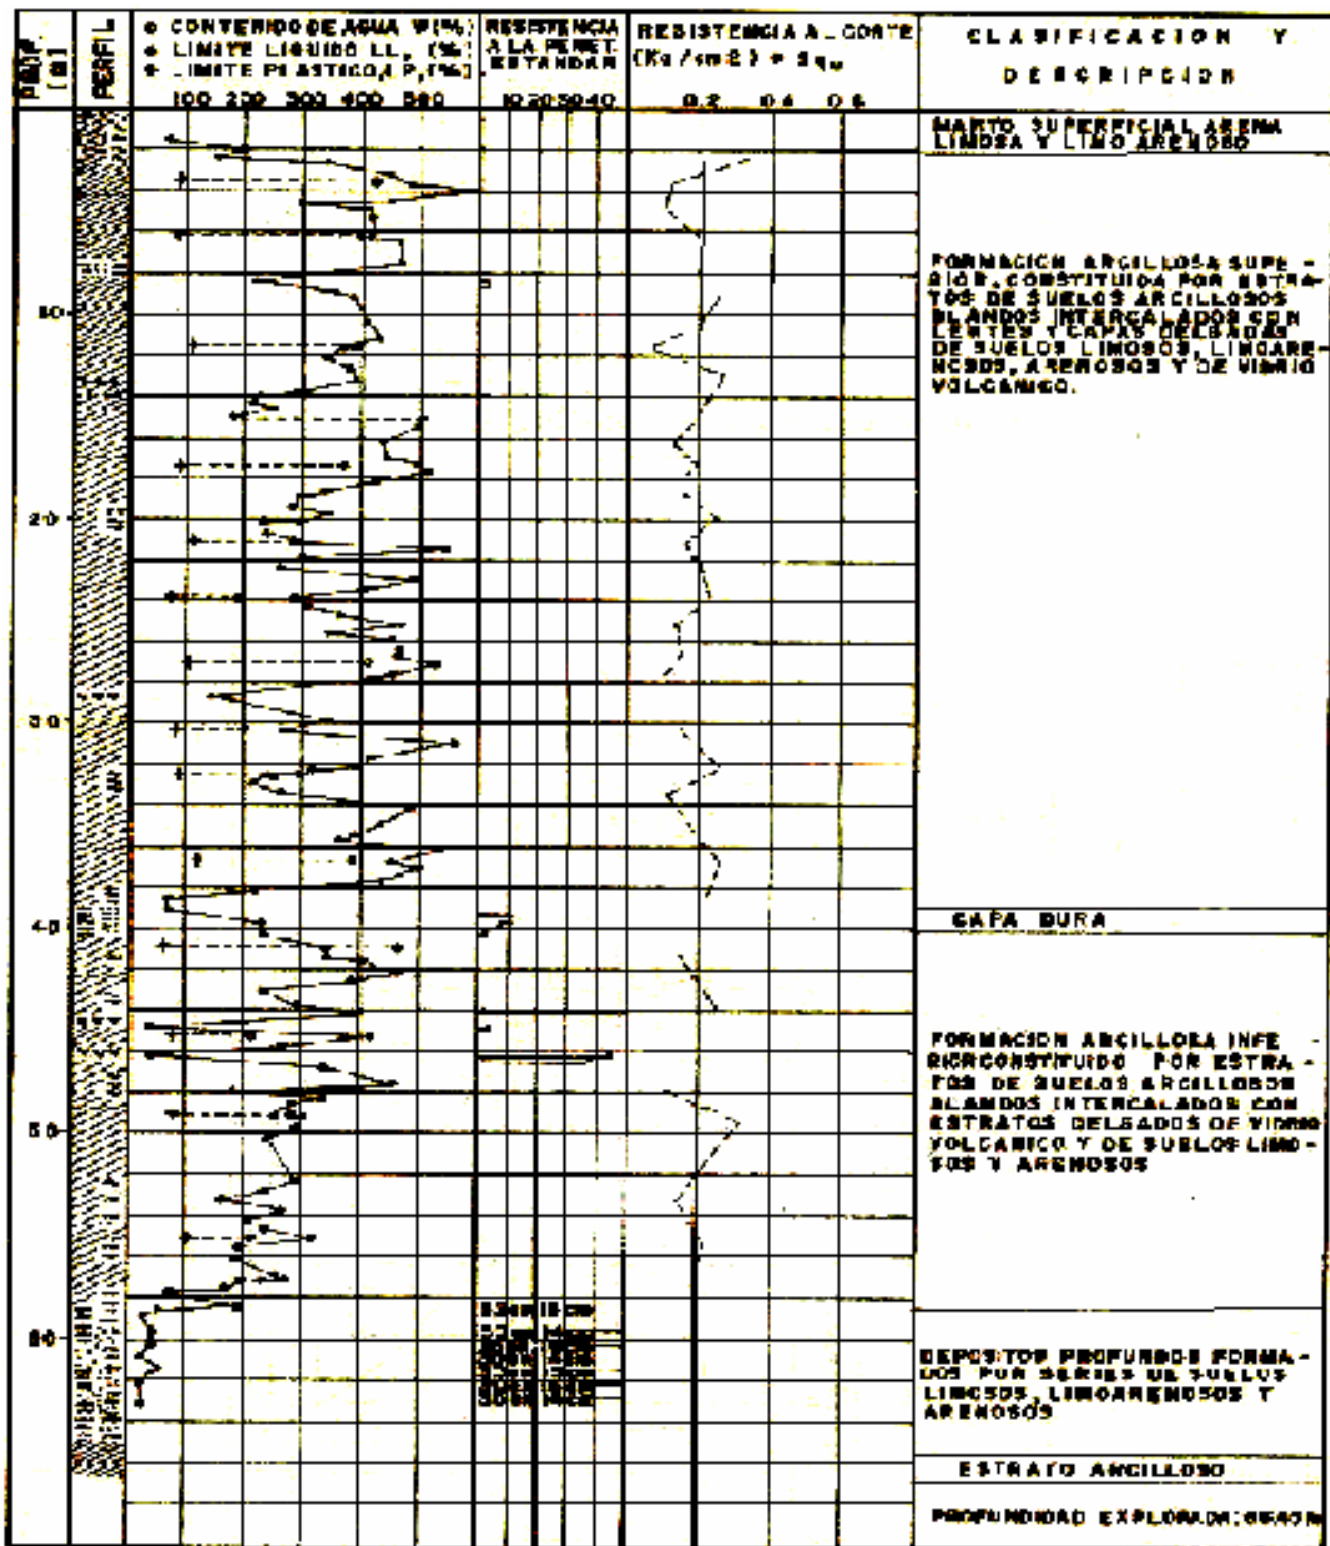 PROF. (m)
PERFIL
CONTENIDO DE AGUA W(%)
LIMITE LIQUIDO LL, (%)
LIMITE PLASTICO, LP, (%)
100 200 300 400 500
RESISTENCIA
A LA PENET.
ESTANDAR
10 20 30 40
RESISTENCIA AL CORTE
(Kg/cm2)
0.2 0.4 0.6
CLASIFICACION Y
DESCRIPCION
MANTO SUPERFICIAL ARENA
LIMOSA Y LIMO ARENOSO
FORMACION ARCILLOSA SUPE-
RIOR, CONSTITUIDA POR ESTRA-
TOS DE SUELOS ARCILLOSOS
BLANDOS INTERCALADOS CON
LENTES Y CAPAS DELGADAS
DE SUELOS LIMOSOS, LIMOARE-
NOSOS, ARENOSOS Y DE VIDRIO
VOLCANICO.
10
20
30
40
50
60
CAPA DURA
FORMACION ARCILLOSA INFE
RIOR CONSTITUIDO POR ESTRA-
TOS DE SUELOS ARCILLOSOS
BLANDOS INTERCALADOS CON
ESTRATOS DELGADOS DE VIDRIO
VOLCANICO Y DE SUELOS LIMO-
SOS Y ARENOSOS
DEPOSITOS PROFUNDOS FORMA-
DOS POR SERIES DE SUELOS
LIMOSOS, LIMOARENOSOS Y
ARENOSOS
ESTRATO ARCILLOSO
PROFUNDIDAD EXPLORADA: